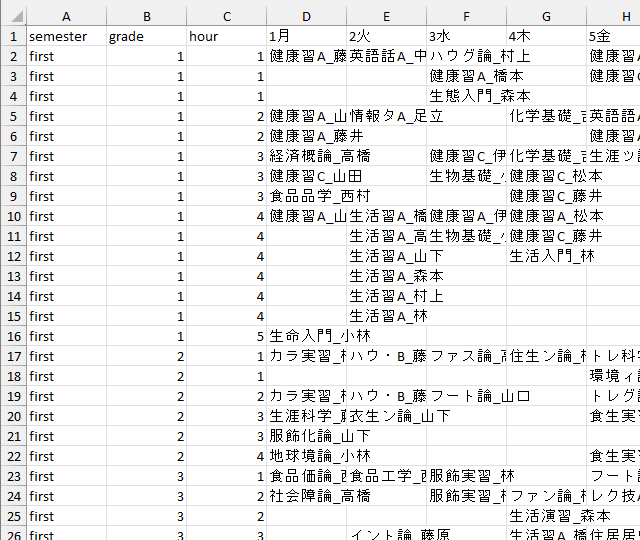 A B C D E F G H
1 semester grade hour 1月 2火 3水 4木 5金
2 first 1 1 健康習A_藤 英語話A_中 ハウグ論_村上 健康習A
3 first 1 1 健康習A_橋本 健康習C
4 first 1 1 生態入門_森本
5 first 1 2 健康習A_山 情報タA_足立 化学基礎_ 英語語
6 first 1 2 健康習A_藤井 健康習A
7 first 1 3 経済概論_高橋 健康習C_伊 化学基礎_ 生涯ッ
8 first 1 3 健康習C_山田 生物基礎_ 健康習C_松本
9 first 1 3 食品品学_西村 健康習C_藤井
10 first 1 4 健康習A_山 生活習A_橋 健康習A_伊 健康習A_松本
11 first 1 4 生活習A_高 生物基礎_ 健康習C_藤井
12 first 1 4 生活習A_山下 生活入門_林
13 first 1 4 生活習A_森本
14 first 1 4 生活習A_村上
15 first 1 4 生活習A_林
16 first 1 5 生命入門_小林
17 first 2 1 カラ実習_ ハウ・B_藤 ファス論_ 住生ン論_ トレ科学
18 first 2 1 環境ィ
19 first 2 2 カラ実習_ ハウ・B_藤 フート論_山口 トレグ
20 first 2 3 生涯科学_ 衣生ン論_山下 食生実
21 first 2 3 服飾化論_山下
22 first 2 4 地球境論_小林 食生実
23 first 3 1 食品価論_ 食品工学_ 服飾実習_林 フート
24 first 3 2 社会障論_高橋 服飾実習_ ファン論_ レク技A
25 first 3 2 生活演習_森本
26 first 3 3 イント論_藤原 生活習A_橋 住居居